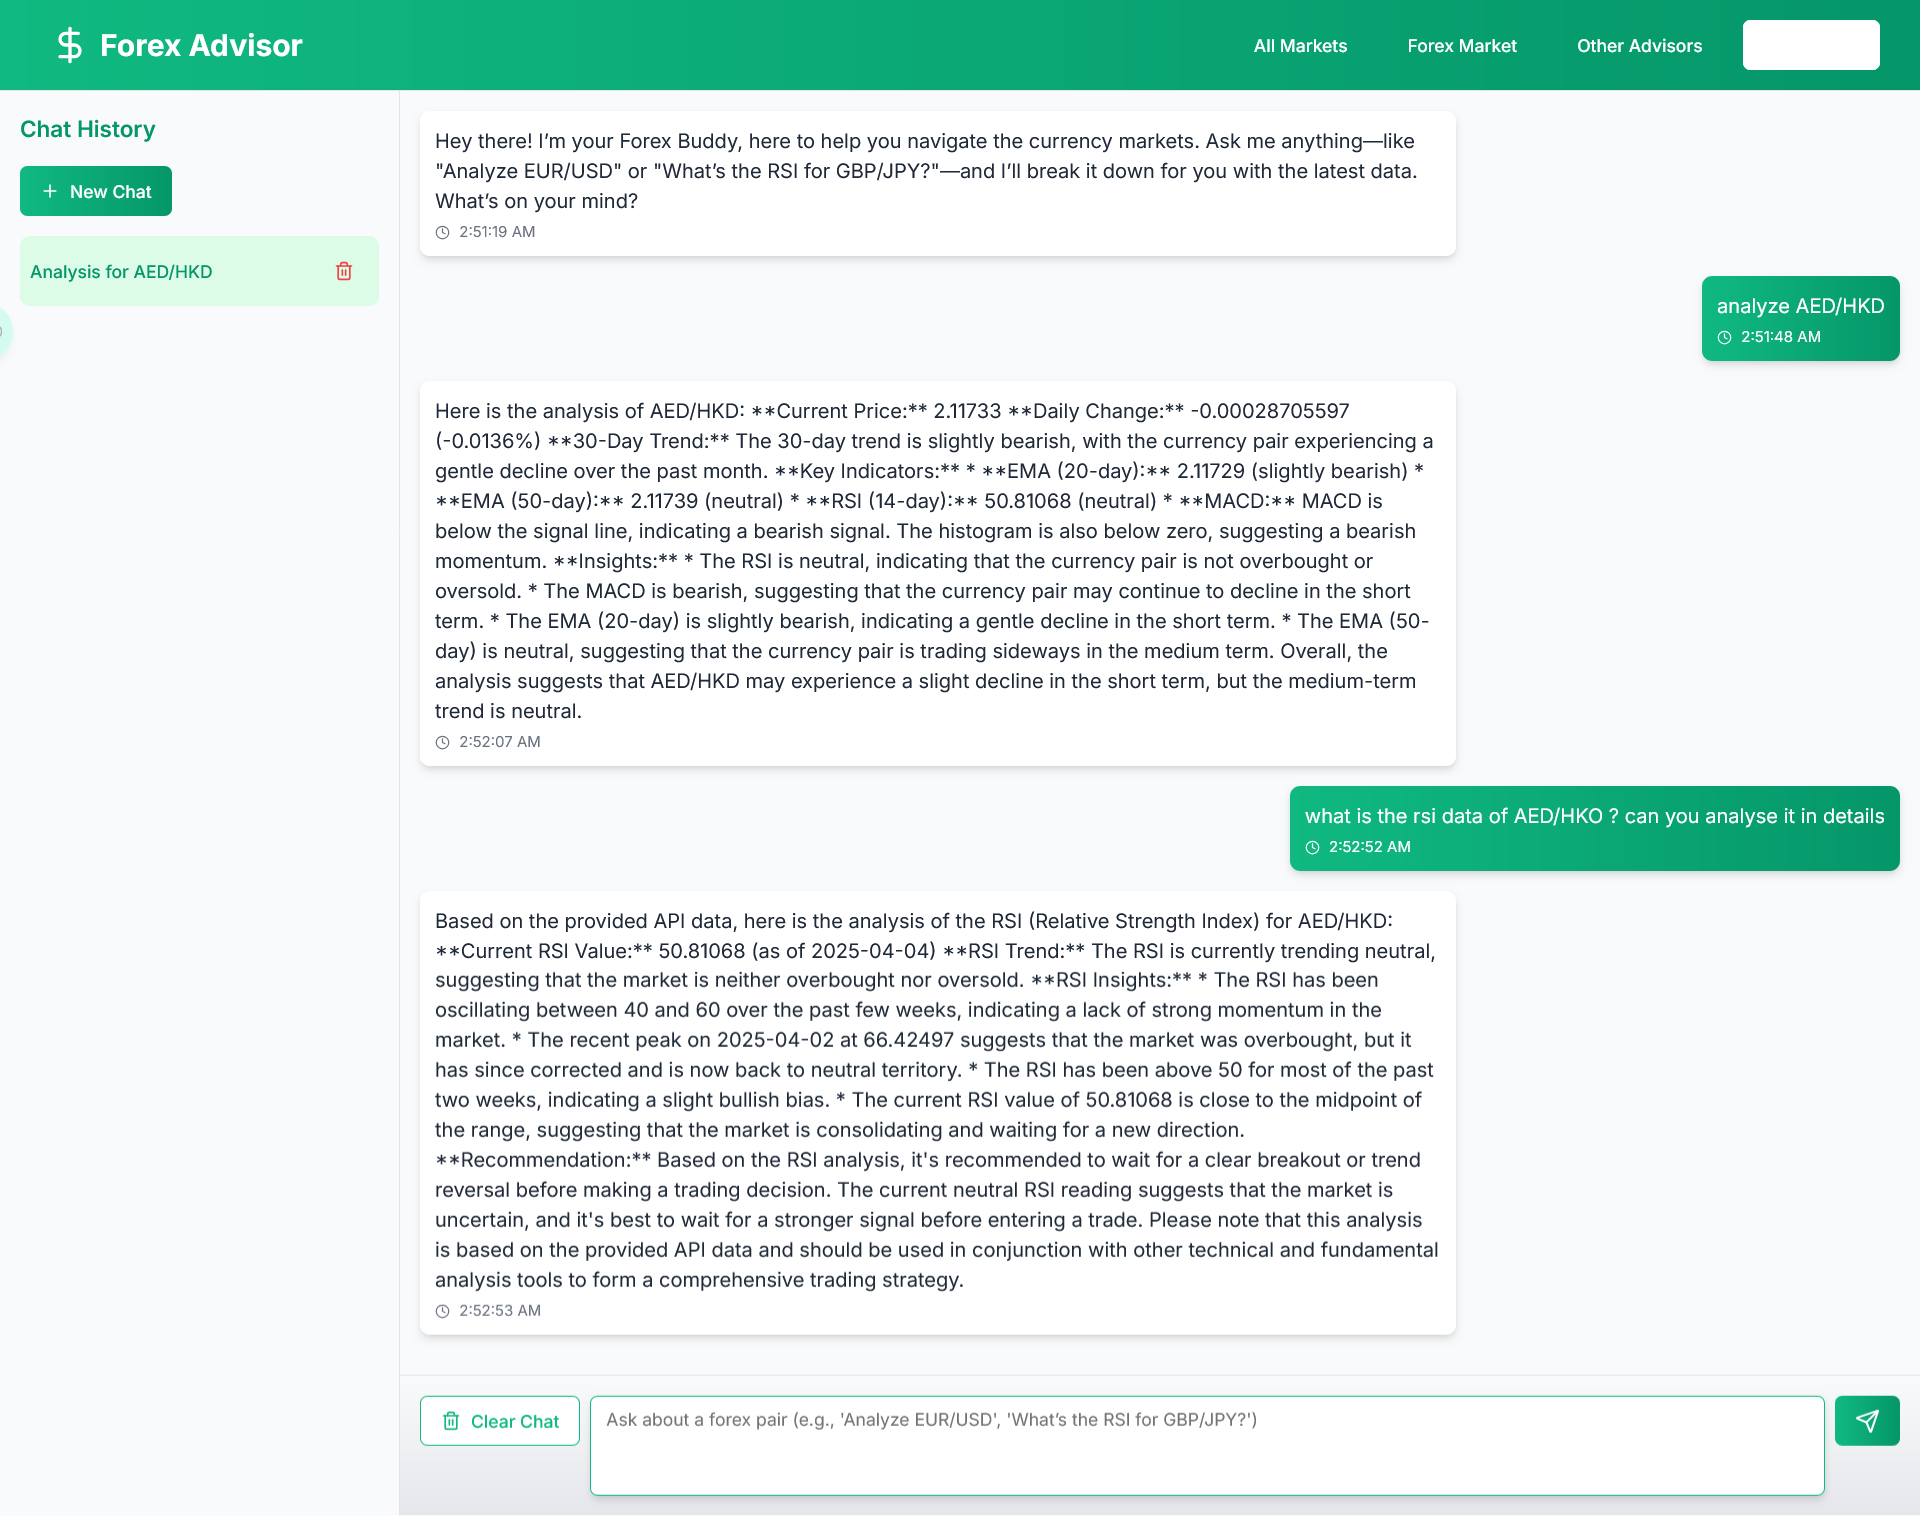 Forex Advisor
All Markets
Forex Market
Other Advisors
Chat History
New Chat
Analysis for AED/HKD
Hey there! I’m your Forex Buddy, here to help you navigate the currency markets. Ask me anything—like
"Analyze EUR/USD" or "What’s the RSI for GBP/JPY?"—and I’ll break it down for you with the latest data.
What’s on your mind?
2:51:19 AM
analyze AED/HKD
2:51:48 AM
Here is the analysis of AED/HKD: **Current Price:** 2.11733 **Daily Change:** -0.00028705597
(-0.0136%) **30-Day Trend:** The 30-day trend is slightly bearish, with the currency pair experiencing a
gentle decline over the past month. **Key Indicators:** * **EMA (20-day):** 2.11729 (slightly bearish) *
**EMA (50-day):** 2.11739 (neutral) * **RSI (14-day):** 50.81068 (neutral) * **MACD:** MACD is
below the signal line, indicating a bearish signal. The histogram is also below zero, suggesting a bearish
momentum. **Insights:** * The RSI is neutral, indicating that the currency pair is not overbought or
oversold. * The MACD is bearish, suggesting that the currency pair may continue to decline in the short
term. * The EMA (20-day) is slightly bearish, indicating a gentle decline in the short term. * The EMA (50-
day) is neutral, suggesting that the currency pair is trading sideways in the medium term. Overall, the
analysis suggests that AED/HKD may experience a slight decline in the short term, but the medium-term
trend is neutral.
2:52:07 AM
what is the rsi data of AED/HKO ? can you analyse it in details
2:52:52 AM
Based on the provided API data, here is the analysis of the RSI (Relative Strength Index) for AED/HKD:
**Current RSI Value:** 50.81068 (as of 2025-04-04) **RSI Trend:** The RSI is currently trending neutral,
suggesting that the market is neither overbought nor oversold. **RSI Insights:** * The RSI has been
oscillating between 40 and 60 over the past few weeks, indicating a lack of strong momentum in the
market. * The recent peak on 2025-04-02 at 66.42497 suggests that the market was overbought, but it
has since corrected and is now back to neutral territory. * The RSI has been above 50 for most of the past
two weeks, indicating a slight bullish bias. * The current RSI value of 50.81068 is close to the midpoint of
the range, suggesting that the market is consolidating and waiting for a new direction.
**Recommendation:** Based on the RSI analysis, it's recommended to wait for a clear breakout or trend
reversal before making a trading decision. The current neutral RSI reading suggests that the market is
uncertain, and it's best to wait for a stronger signal before entering a trade. Please note that this analysis
is based on the provided API data and should be used in conjunction with other technical and fundamental
analysis tools to form a comprehensive trading strategy.
2:52:53 AM
Clear Chat
Ask about a forex pair (e.g., 'Analyze EUR/USD', 'What’s the RSI for GBP/JPY?')